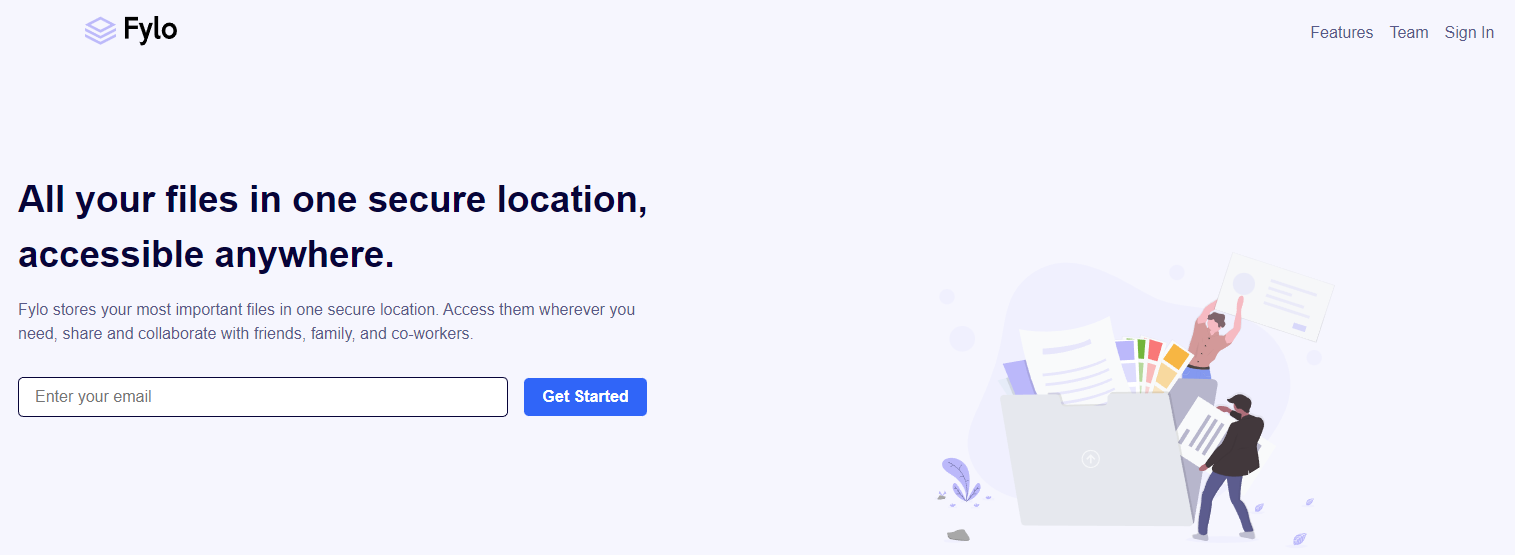 Fylo
Features Team Sign In
All your files in one secure location,
accessible anywhere.
Fylo stores your most important files in one secure location. Access them wherever you
need, share and collaborate with friends, family, and co-workers.
Enter your email
Get Started